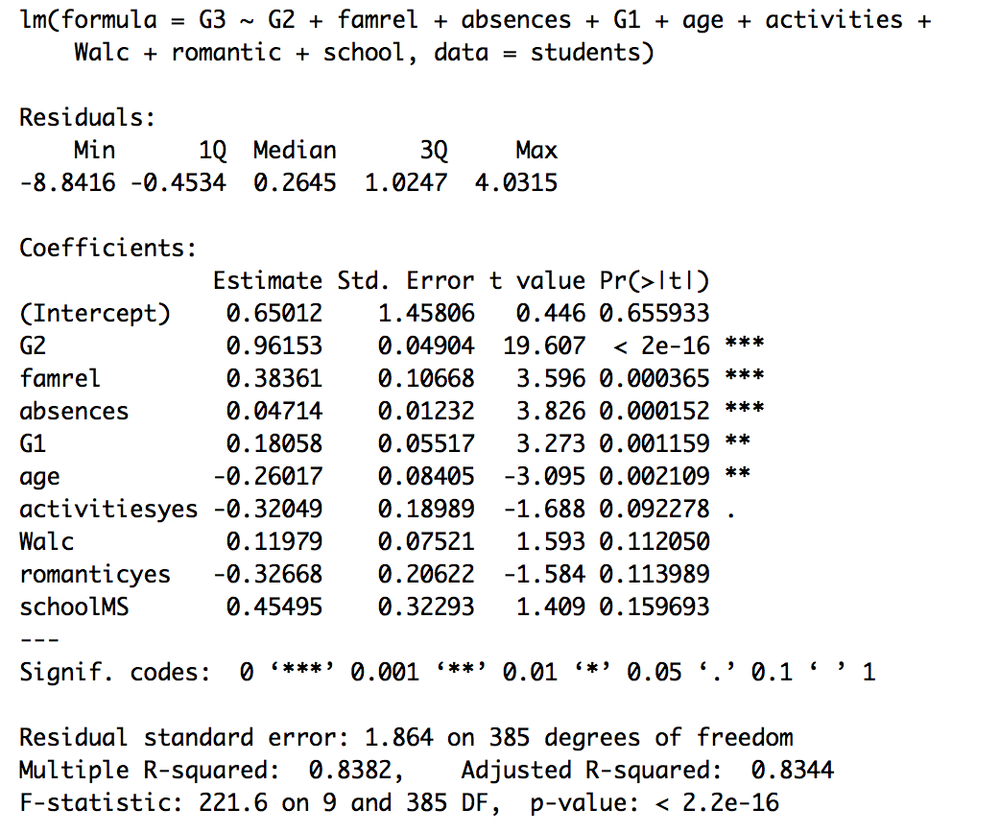 lm(formula = G3 ~ G2 + famrel + absences + G1 + age + activities +
    Walc + romantic + school, data = students)

Residuals:
    Min      1Q  Median      3Q     Max
-8.8416 -0.4534  0.2645  1.0247  4.0315

Coefficients:
              Estimate Std. Error t value Pr(>|t|)
(Intercept)    0.65012    1.45806   0.446 0.655933
G2             0.96153    0.04904  19.607  < 2e-16 ***
famrel         0.38361    0.10668   3.596 0.000365 ***
absences       0.04714    0.01232   3.826 0.000152 ***
G1             0.18058    0.05517   3.273 0.001159 **
age           -0.26017    0.08405  -3.095 0.002109 **
activitiesyes -0.32049    0.18989  -1.688 0.092278 .
Walc           0.11979    0.07521   1.593 0.112050
romanticyes   -0.32668    0.20622  -1.584 0.113989
schoolMS       0.45495    0.32293   1.409 0.159693
---
Signif. codes:  0 ‘***’ 0.001 ‘**’ 0.01 ‘*’ 0.05 ‘.’ 0.1 ‘ ’ 1

Residual standard error: 1.864 on 385 degrees of freedom
Multiple R-squared:  0.8382,    Adjusted R-squared:  0.8344
F-statistic: 221.6 on 9 and 385 DF,  p-value: < 2.2e-16